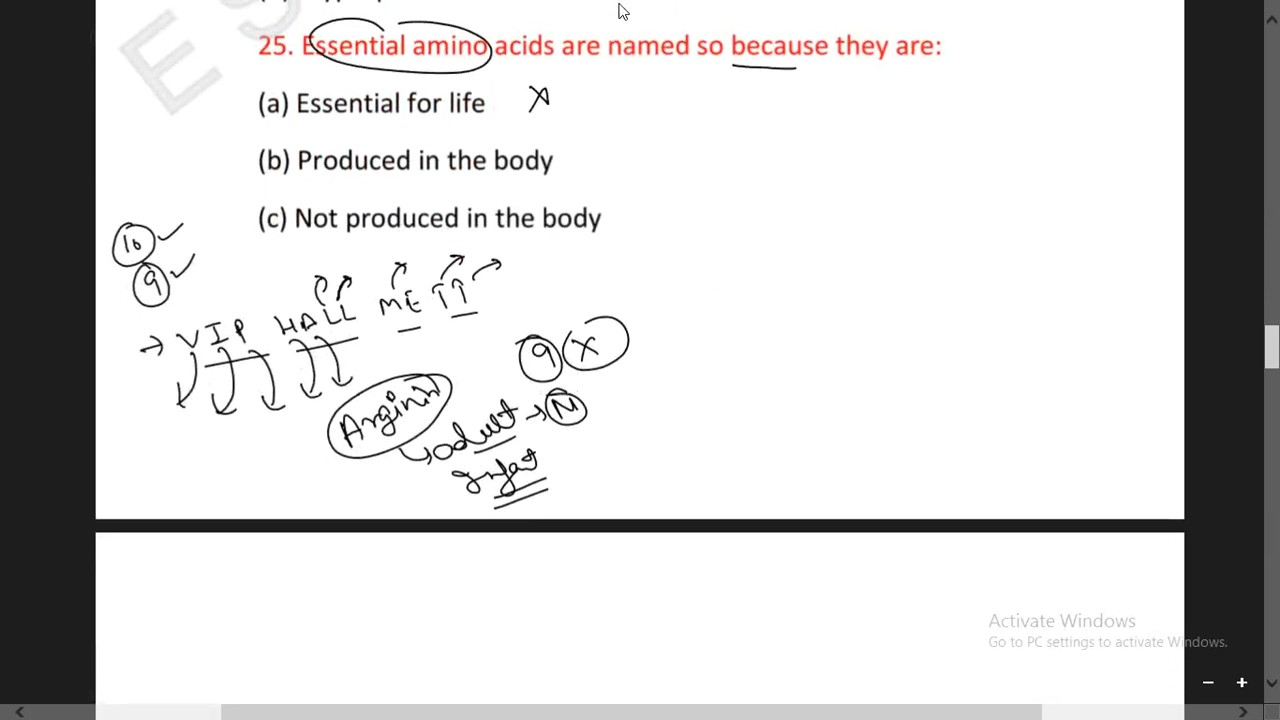 25. Essential amino acids are named so because they are:
(a) Essential for life X
(b) Produced in the body
(c) Not produced in the body
10
9
→ VIP HALL ME TT
9 X
Arginin
adult → N
Activate Windows
Go to PC settings to activate Windows.